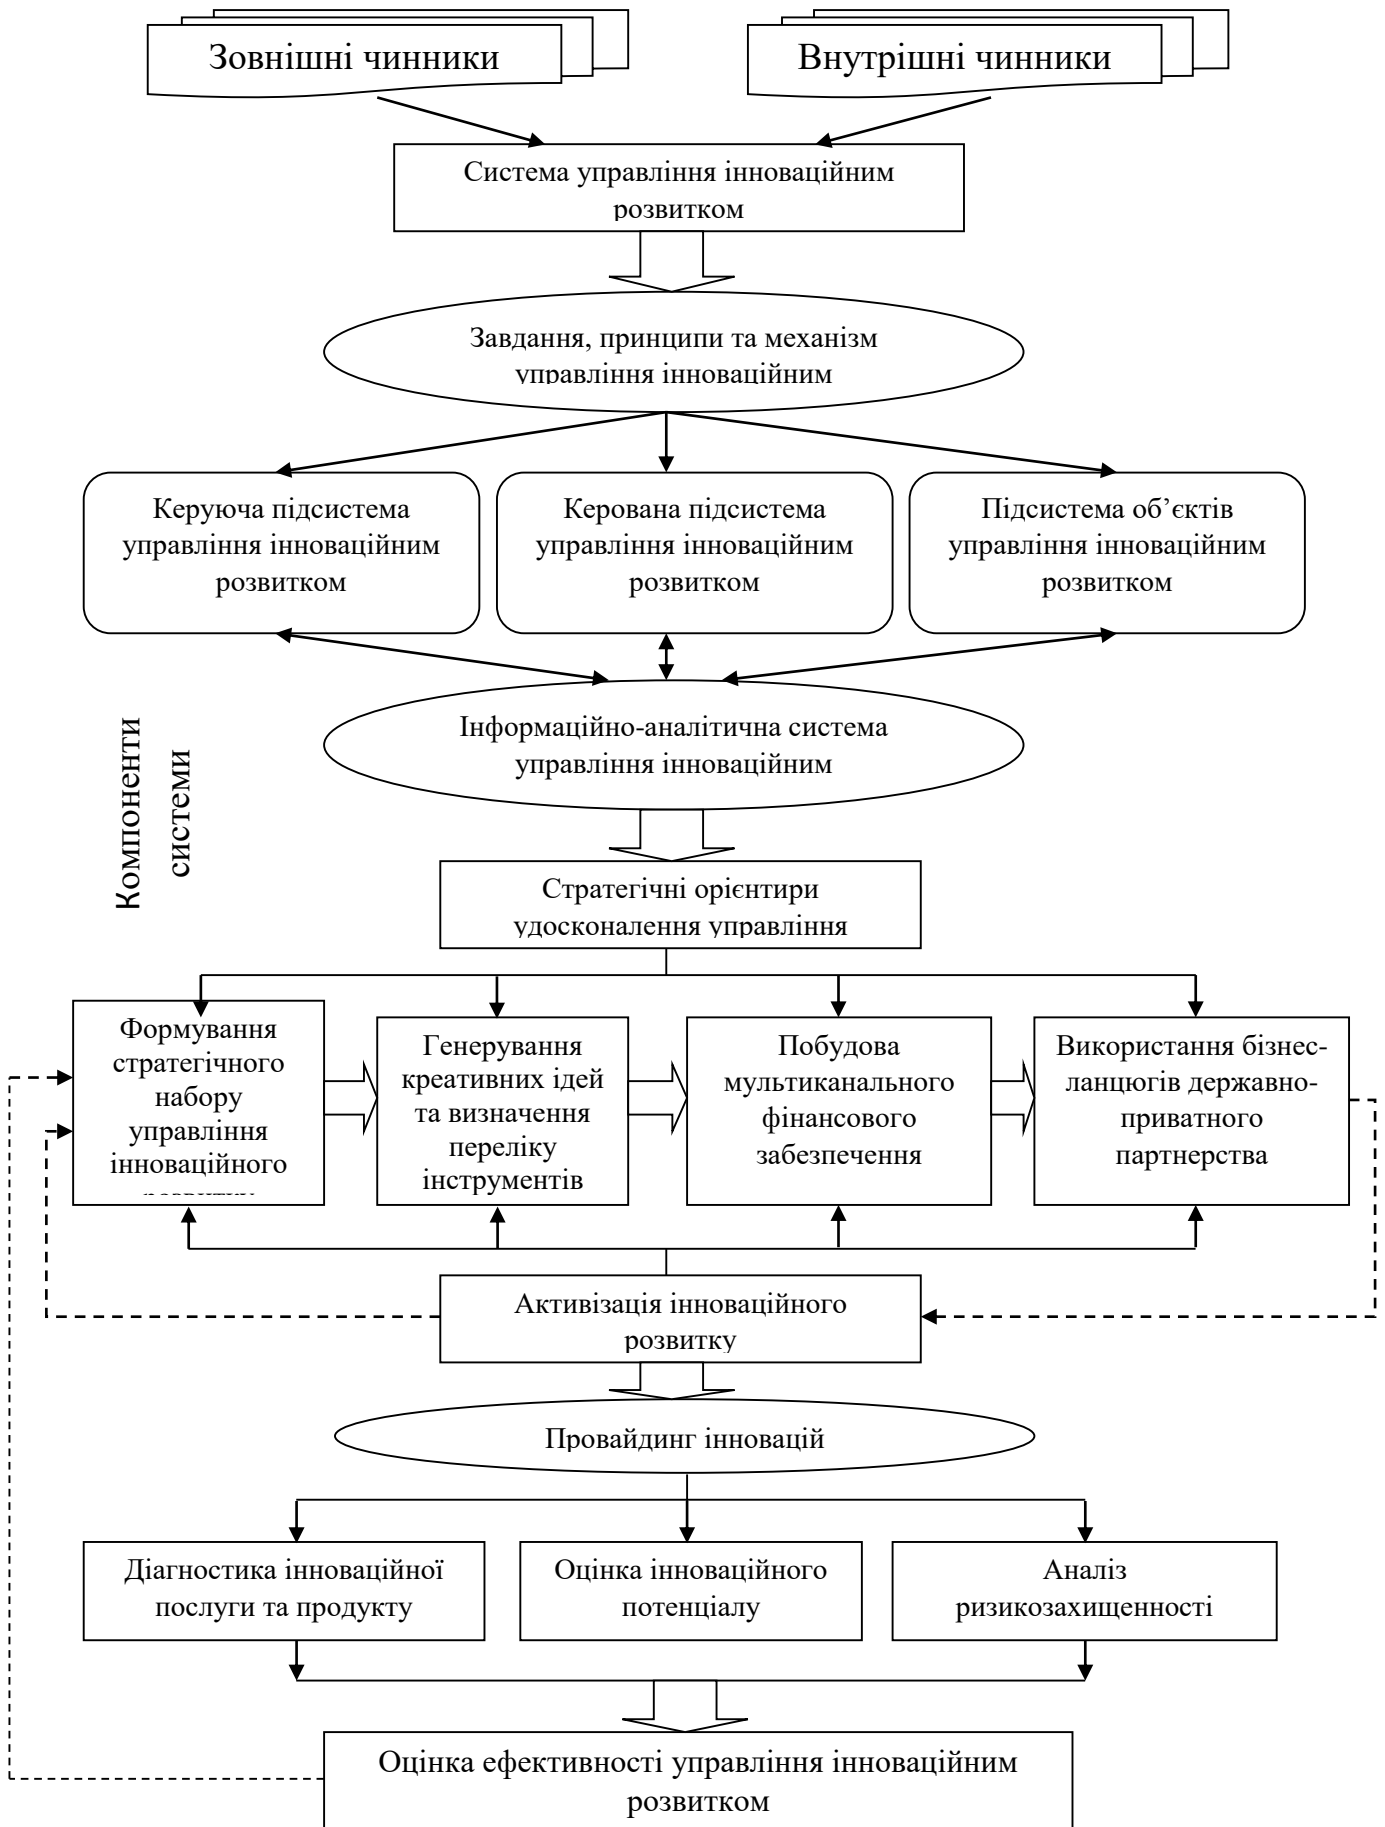 Зовнішні чинники
Внутрішні чинники
Система управління інноваційним
розвитком
Завдання, принципи та механізм
управління інноваційним
Керуюча підсистема
управління інноваційним
розвитком
Керована підсистема
управління інноваційним
розвитком
Підсистема об’єктів
управління інноваційним
розвитком
Компоненти
системи
Інформаційно-аналітична система
управління інноваційним
Стратегічні орієнтири
удосконалення управління
Формування
стратегічного
набору
управління
інноваційного
розвитку
Генерування
креативних ідей
та визначення
переліку
інструментів
Побудова
мультиканального
фінансового
забезпечення
Використання бізнес-
ланцюгів державно-
приватного
партнерства
Активізація інноваційного
розвитку
Провайдинг інновацій
Діагностика інноваційної
послуги та продукту
Оцінка інноваційного
потенціалу
Аналіз
ризикозахищенності
Оцінка ефективності управління інноваційним
розвитком